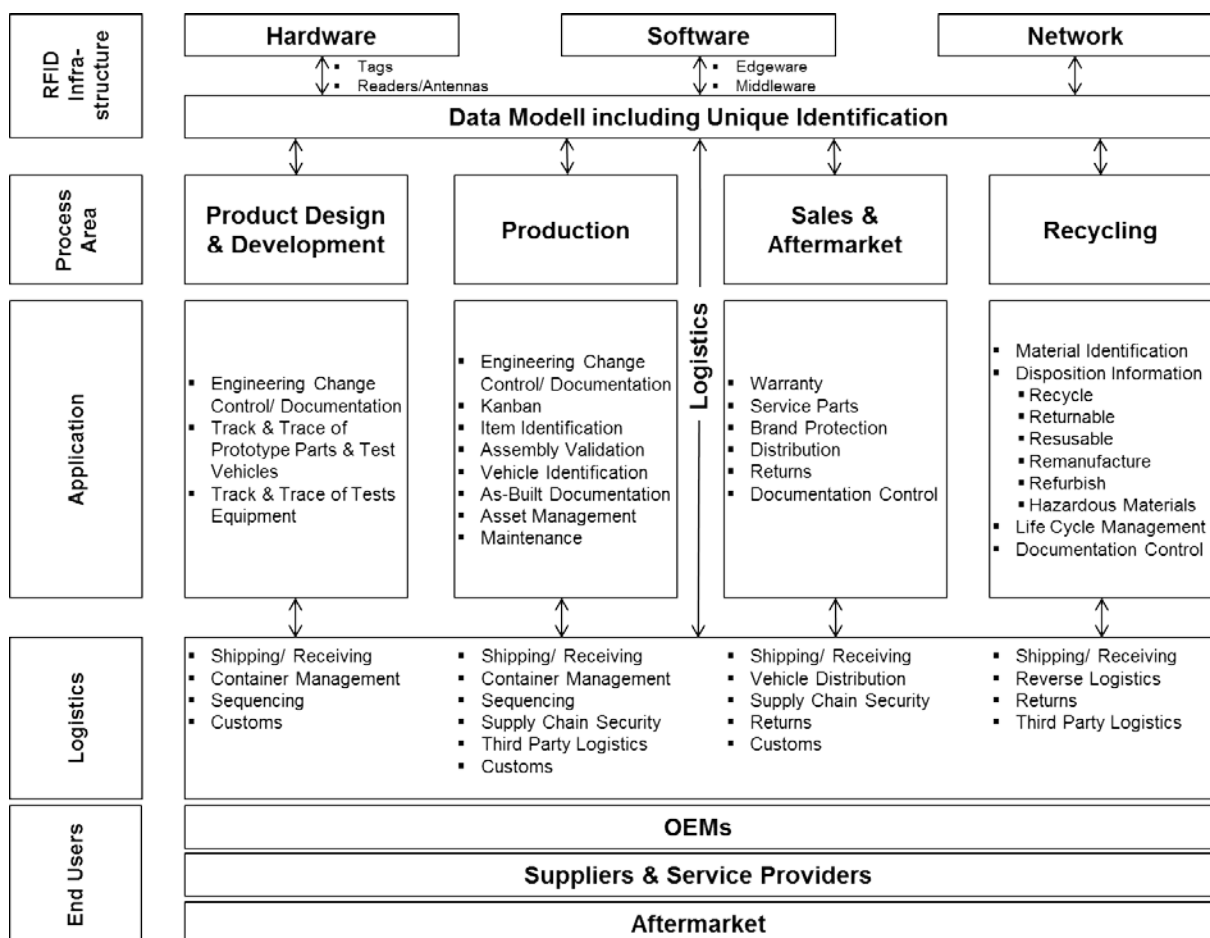 RFID
Infra-
structure
Hardware
Software
Network
▪ Tags
▪ Readers/Antennas
▪ Edgeware
▪ Middleware
Data Modell including Unique Identification
Process
Area
Product Design
& Development
Production
Sales &
Aftermarket
Recycling
Application
▪ Engineering Change
Control/ Documentation
▪ Track & Trace of
Prototype Parts & Test
Vehicles
▪ Track & Trace of Tests
Equipment
▪ Engineering Change
Control/ Documentation
▪ Kanban
▪ Item Identification
▪ Assembly Validation
▪ Vehicle Identification
▪ As-Built Documentation
▪ Asset Management
▪ Maintenance
Logistics
▪ Warranty
▪ Service Parts
▪ Brand Protection
▪ Distribution
▪ Returns
▪ Documentation Control
▪ Material Identification
▪ Disposition Information
▪ Recycle
▪ Returnable
▪ Resusable
▪ Remanufacture
▪ Refurbish
▪ Hazardous Materials
▪ Life Cycle Management
▪ Documentation Control
Logistics
▪ Shipping/ Receiving
▪ Container Management
▪ Sequencing
▪ Customs
▪ Shipping/ Receiving
▪ Container Management
▪ Sequencing
▪ Supply Chain Security
▪ Third Party Logistics
▪ Customs
▪ Shipping/ Receiving
▪ Vehicle Distribution
▪ Supply Chain Security
▪ Returns
▪ Customs
▪ Shipping/ Receiving
▪ Reverse Logistics
▪ Returns
▪ Third Party Logistics
End Users
OEMs
Suppliers & Service Providers
Aftermarket